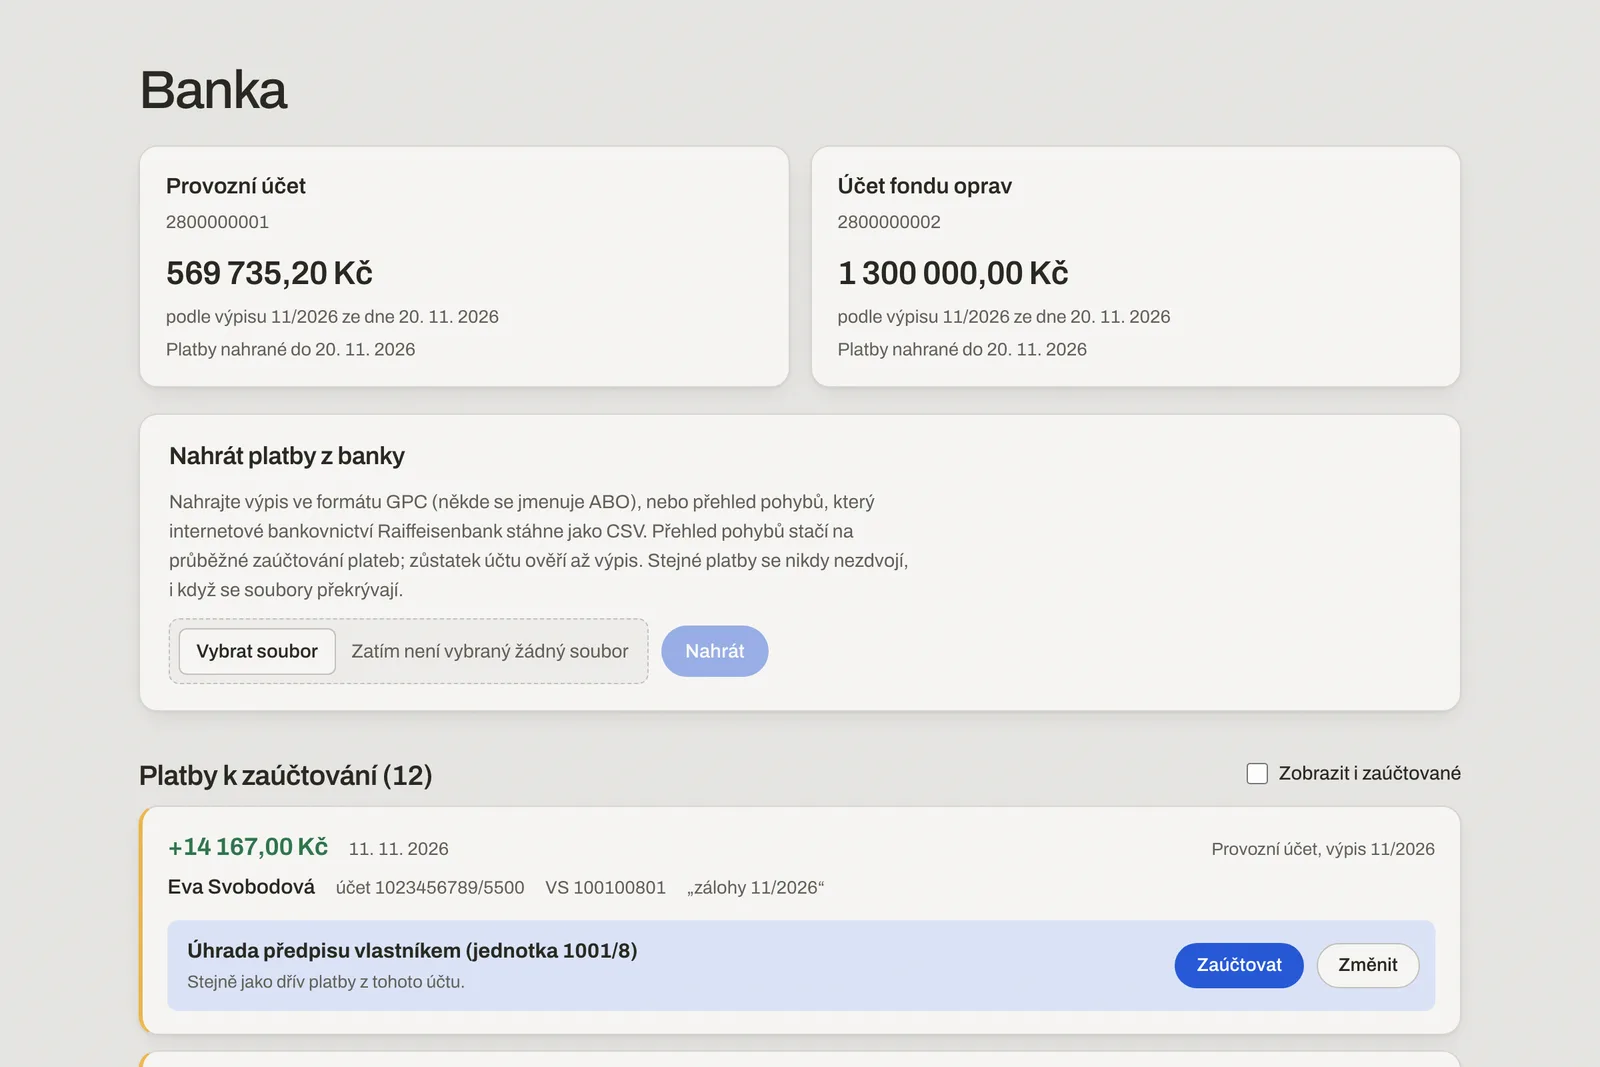 Banka
Provozní účet
2800000001
569 735,20 Kč
podle výpisu 11/2026 ze dne 20. 11. 2026
Platby nahrané do 20. 11. 2026
Účet fondu oprav
2800000002
1 300 000,00 Kč
podle výpisu 11/2026 ze dne 20. 11. 2026
Platby nahrané do 20. 11. 2026
Nahrát platby z banky
Nahrajte výpis ve formátu GPC (někde se jmenuje ABO), nebo přehled pohybů, který
internetové bankovnictví Raiffeisenbank stáhne jako CSV. Přehled pohybů stačí na
průběžné zaúčtování plateb; zůstatek účtu ověří až výpis. Stejné platby se nikdy nezdvojí,
i když se soubory překrývají.
Vybrat soubor Zatím není vybraný žádný soubor Nahrát
Platby k zaúčtování (12) Zobrazit i zaúčtované
+14 167,00 Kč 11. 11. 2026 Provozní účet, výpis 11/2026
Eva Svobodová účet 1023456789/5500 VS 100100801 „zálohy 11/2026“
Úhrada předpisu vlastníkem (jednotka 1001/8)
Stejně jako dřív platby z tohoto účtu.
Zaúčtovat Změnit